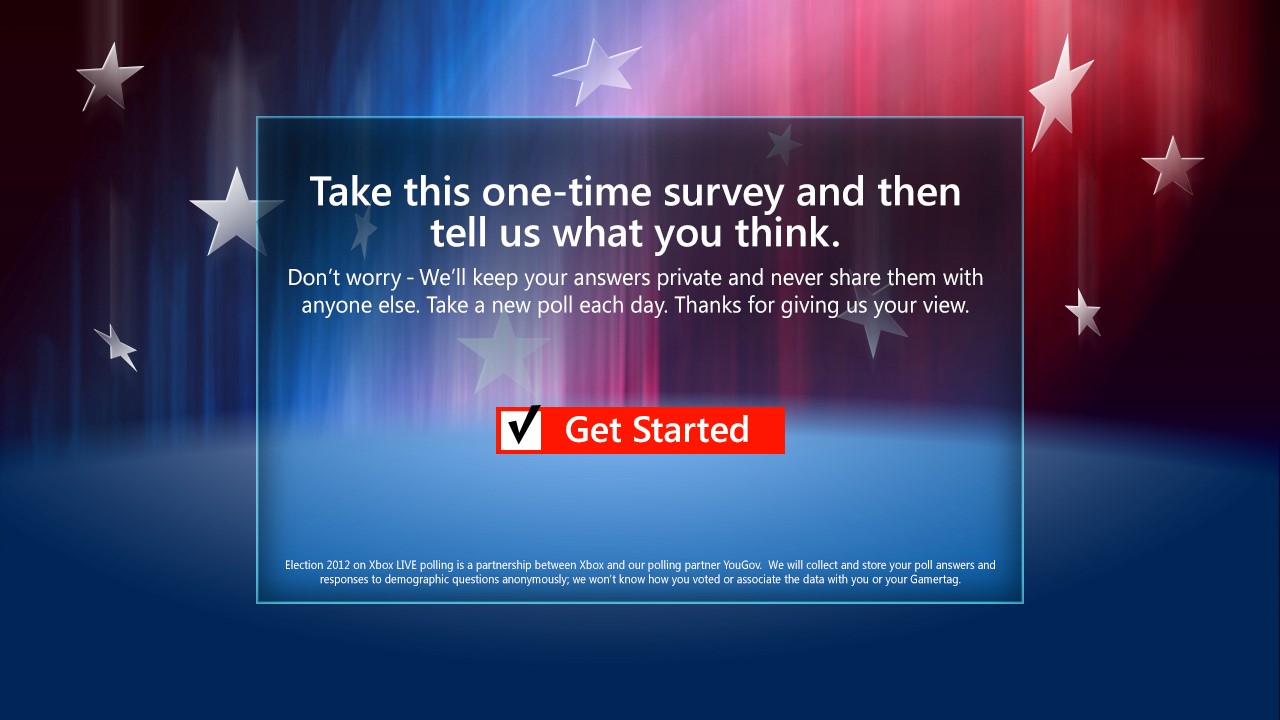 Take this one-time survey and then
tell us what you think.
Don’t worry - We’ll keep your answers private and never share them with
anyone else. Take a new poll each day. Thanks for giving us your view.
Get Started
Election 2012 on Xbox LIVE polling is a partnership between Xbox and our polling partner YouGov.  We will collect and store your poll answers and
responses to demographic questions anonymously; we won’t know how you voted or associate the data with you or your Gamertag.